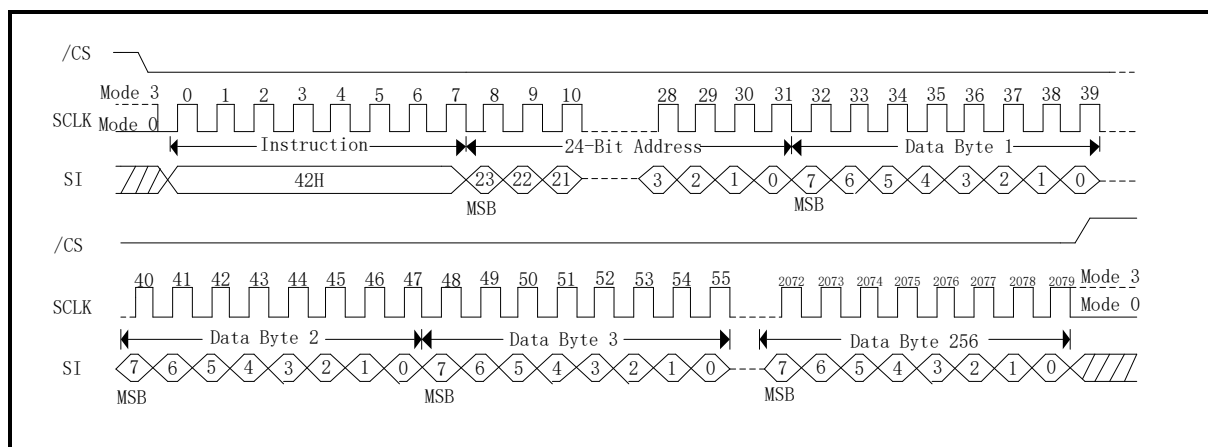 /CS
Mode 3 0 1 2 3 4 5 6 7 8 9 10 28 29 30 31 32 33 34 35 36 37 38 39
SCLK
Mode 0
Instruction 24-Bit Address Data Byte 1
SI 42H 23 22 21 3 2 1 0 7 6 5 4 3 2 1 0
MSB MSB
/CS
40 41 42 43 44 45 46 47 48 49 50 51 52 53 54 55 2072 2073 2074 2075 2076 2077 2078 2079 Mode 3
SCLK Mode 0
Data Byte 2 Data Byte 3 Data Byte 256
SI 7 6 5 4 3 2 1 0 7 6 5 4 3 2 1 0 7 6 5 4 3 2 1 0
MSB MSB MSB